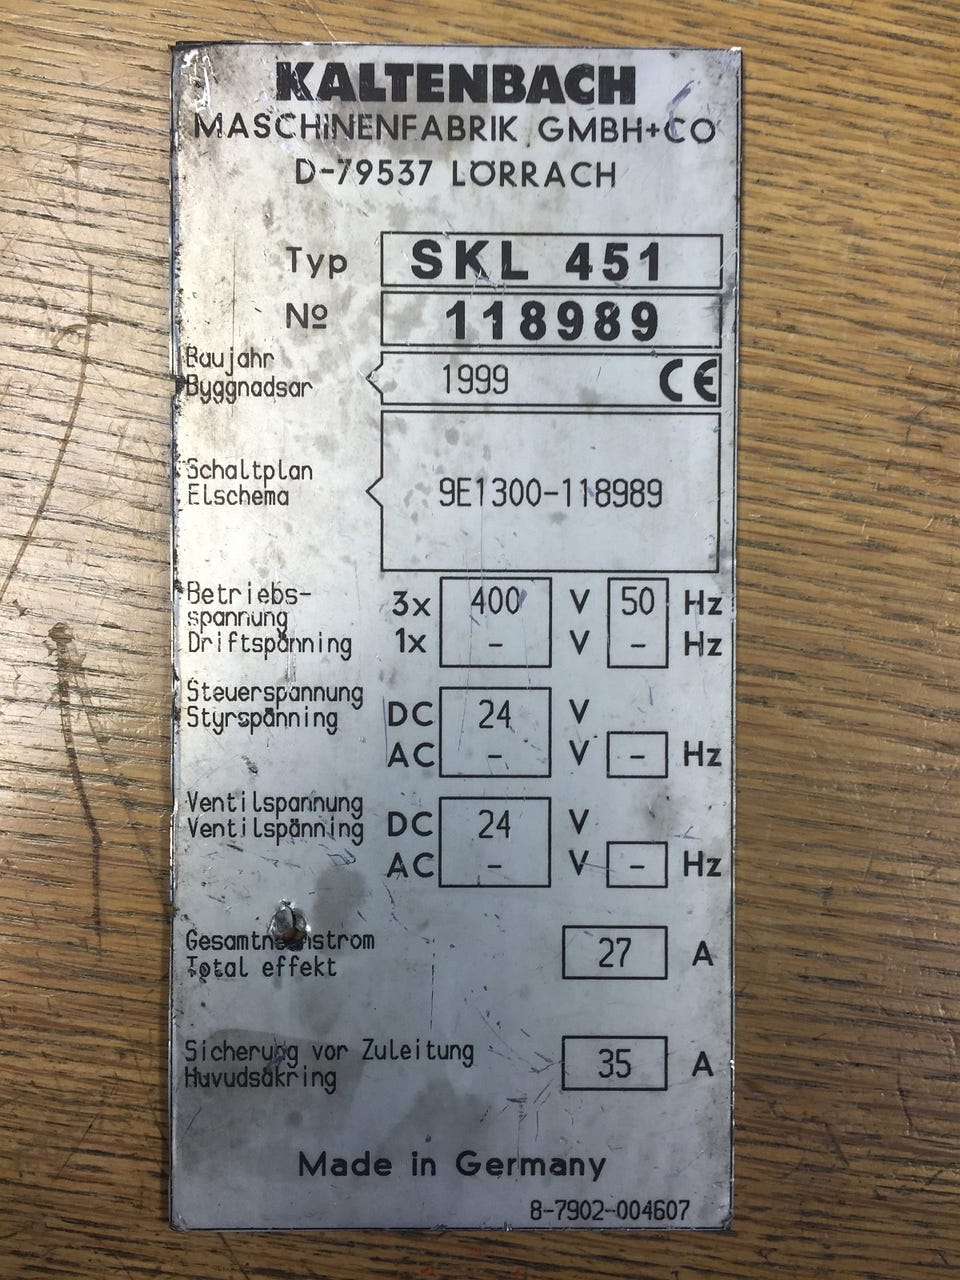 KALTENBACH
MASCHINENFABRIK GMBH+CO
D-79537 LÖRRACH
Typ SKL 451
Nº 118989
Baujahr
Byggnadsar 1999 CE
Schaltplan
Elschema 9E1300-118989
Betriebs-
spannung 3x 400 V 50 Hz
Driftspänning 1x - V - Hz
Steuerspannung
Styrspänning DC 24 V
AC - V - Hz
Ventilspannung
Ventilspänning DC 24 V
AC - V - Hz
27 A
Total effekt
Sicherung vor Zuleitung 35 A
Huvudsäkring
Made in Germany
8-7902-004607